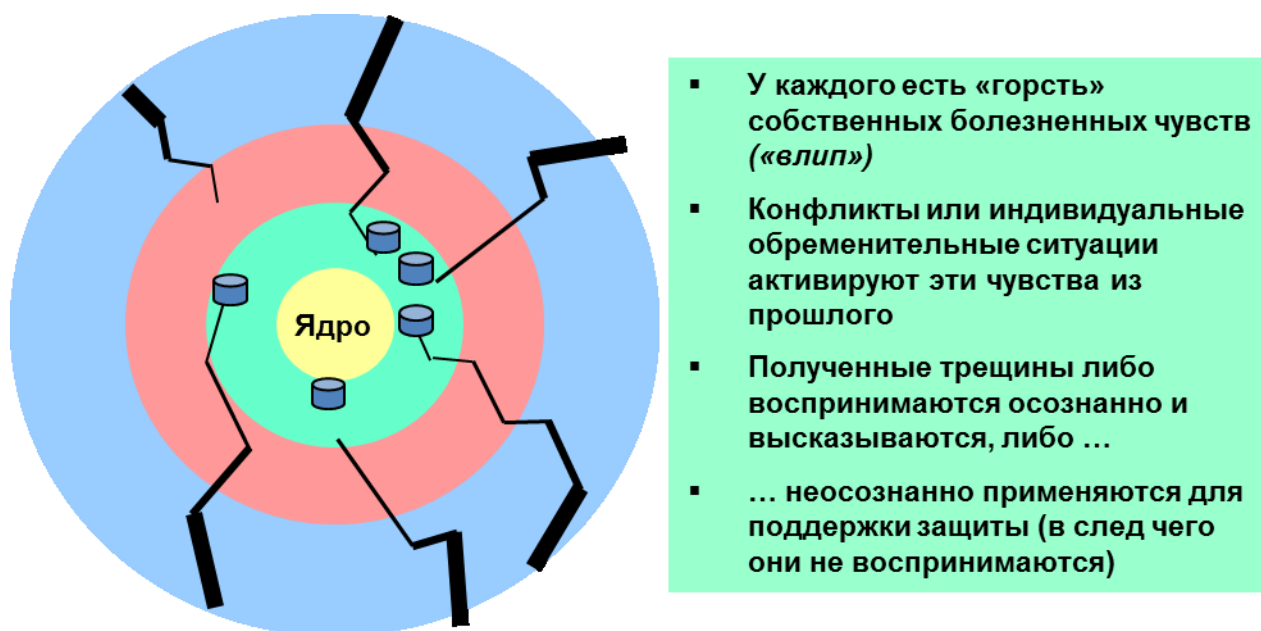 Ядро
▪ У каждого есть «горсть»
собственных болезненных чувств
(«влип»)
▪ Конфликты или индивидуальные
обременительные ситуации
активируют эти чувства из
прошлого
▪ Полученные трещины либо
воспринимаются осознанно и
высказываются, либо …
▪ … неосознанно применяются для
поддержки защиты (в след чего
они не воспринимаются)